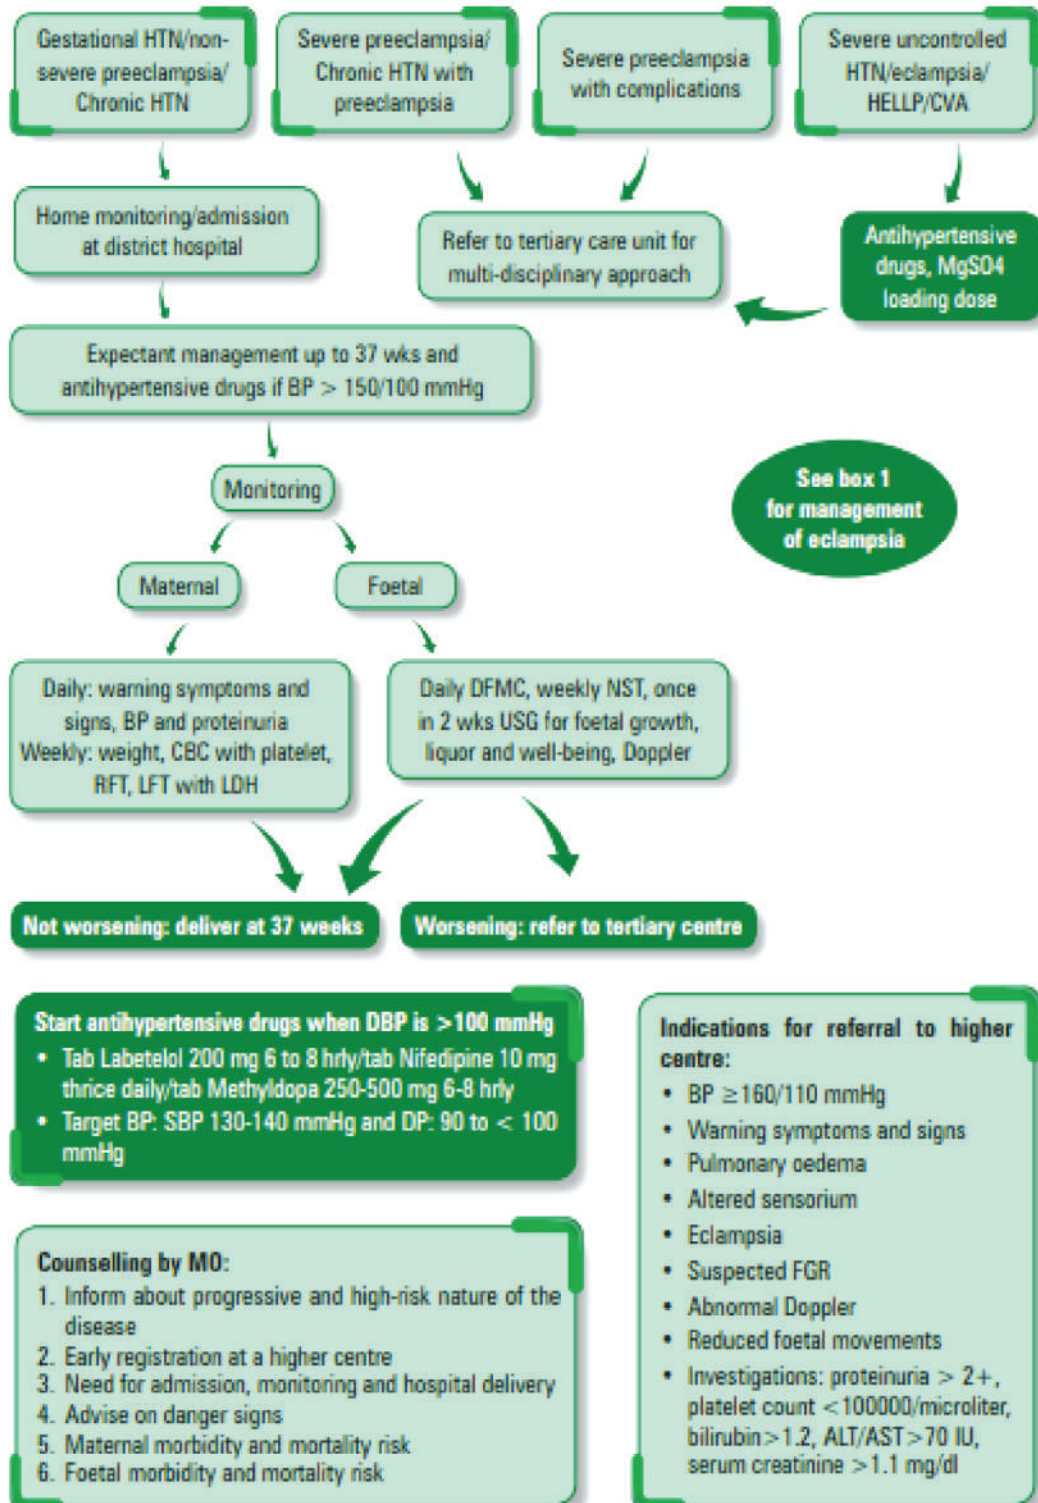 Gestational HTN/non-
severe preeclampsia/
Chronic HTN
Severe preeclampsia/
Chronic HTN with
preeclampsia
Severe preeclampsia
with complications
Severe uncontrolled
HTN/eclampsia/
HELLP/CVA
Home monitoring/admission
at district hospital
Refer to tertiary care unit for
multi-disciplinary approach
Antihypertensive
drugs, MgSO4
loading dose
Expectant management up to 37 wks and
antihypertensive drugs if BP > 150/100 mmHg
Monitoring
See box 1
for management
of eclampsia
Maternal
Foetal
Daily: warning symptoms and
signs, BP and proteinuria
Weekly: weight, CBC with platelet,
RFT, LFT with LDH
Daily DFMC, weekly NST, once
in 2 wks USG for foetal growth,
liquor and well-being, Doppler
Not worsening: deliver at 37 weeks
Worsening: refer to tertiary centre
Start antihypertensive drugs when DBP is >100 mmHg
• Tab Labetelol 200 mg 6 to 8 hrly/tab Nifedipine 10 mg
thrice daily/tab Methyldopa 250-500 mg 6-8 hrly
• Target BP: SBP 130-140 mmHg and DP: 90 to < 100
mmHg
Counselling by MO:
1. Inform about progressive and high-risk nature of the
disease
2. Early registration at a higher centre
3. Need for admission, monitoring and hospital delivery
4. Advise on danger signs
5. Maternal morbidity and mortality risk
6. Foetal morbidity and mortality risk
Indications for referral to higher
centre:
• BP ≥160/110 mmHg
• Warning symptoms and signs
• Pulmonary oedema
• Altered sensorium
• Eclampsia
• Suspected FGR
• Abnormal Doppler
• Reduced foetal movements
• Investigations: proteinuria > 2+,
platelet count <100000/microliter,
bilirubin>1.2, ALT/AST>70 IU,
serum creatinine >1.1 mg/dl